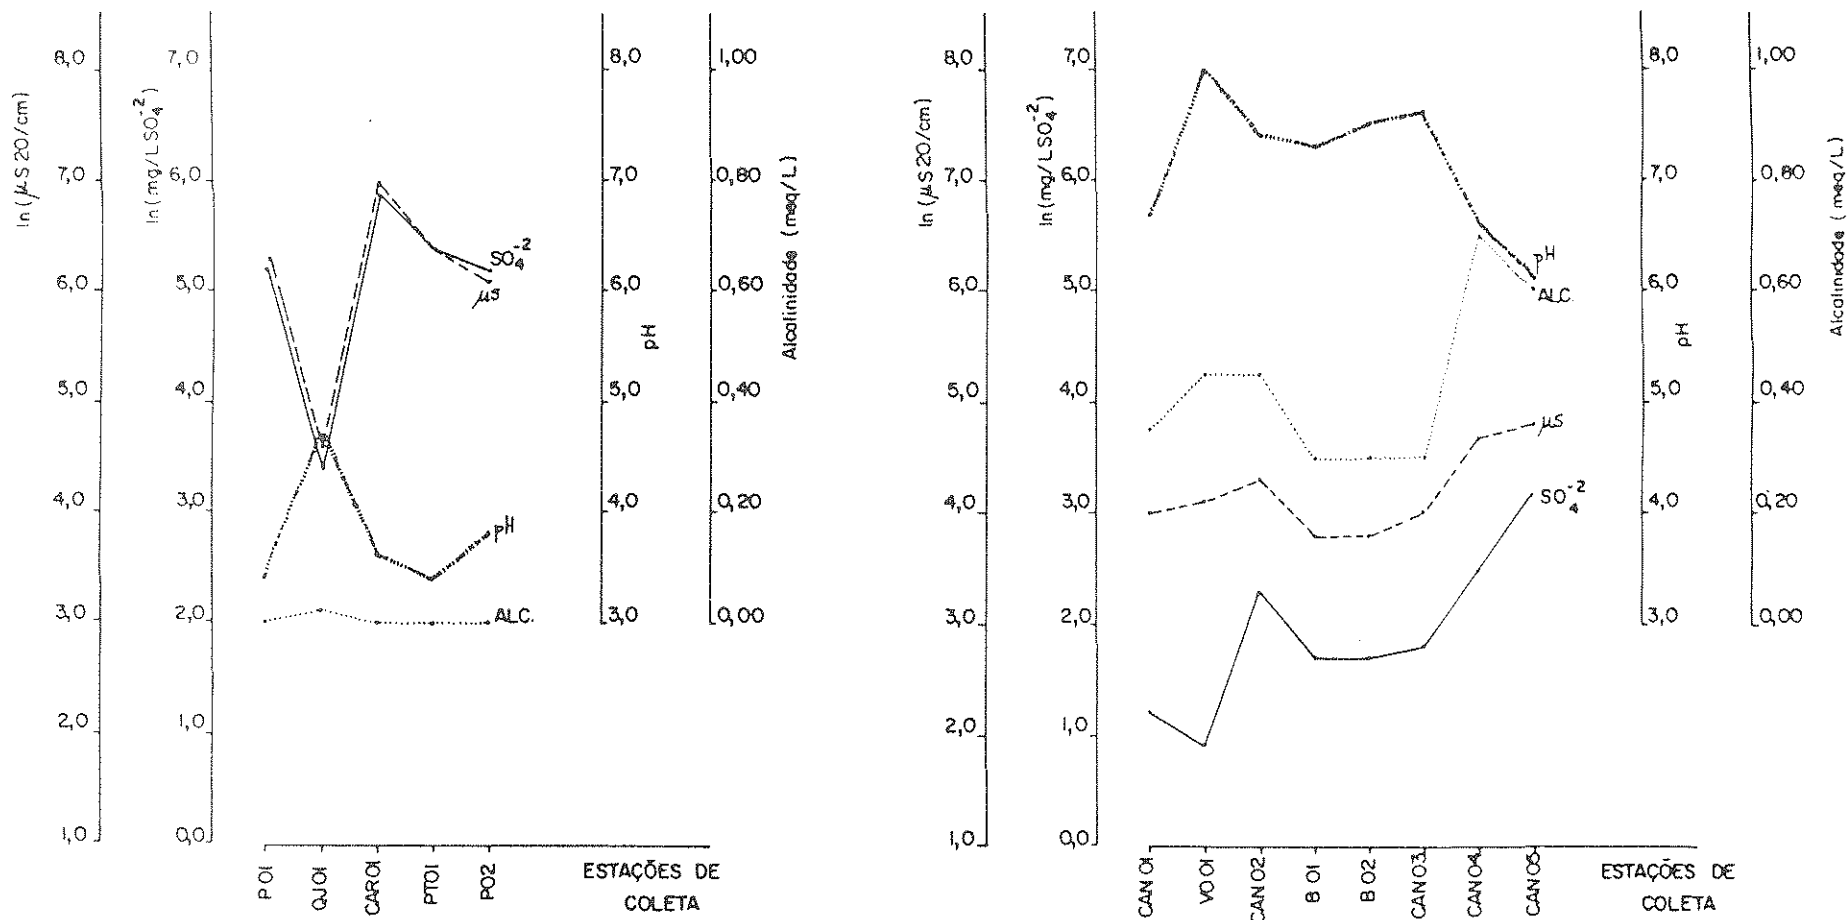 ln (μS20/cm)
8,0
7,0
6,0
5,0
4,0
3,0
2,0
1,0
ln (mg/LSO₄⁻²)
7,0
6,0
5,0
4,0
3,0
2,0
1,0
0,0
SO₄⁻²
μs
pH
ALC.
8,0
7,0
6,0
5,0
4,0
3,0
pH
1,00
0,80
0,60
0,40
0,20
0,00
Alcalinidade (meq/L)
P 01
QJ 01
CAR 01
PT 01
P 02
ESTAÇÕES DE
COLETA
ln (μS20/cm)
8,0
7,0
6,0
5,0
4,0
3,0
2,0
1,0
ln (mg/LSO₄⁻²)
7,0
6,0
5,0
4,0
3,0
2,0
1,0
0,0
pH
ALC.
μs
SO₄⁻²
8,0
7,0
6,0
5,0
4,0
3,0
pH
1,00
0,80
0,60
0,40
0,20
0,00
Alcalinidade (meq/L)
CAN 01
VO 01
CAN 02
B 01
B 02
CAN 03
CAN 04
CAN 05
ESTAÇÕES DE
COLETA